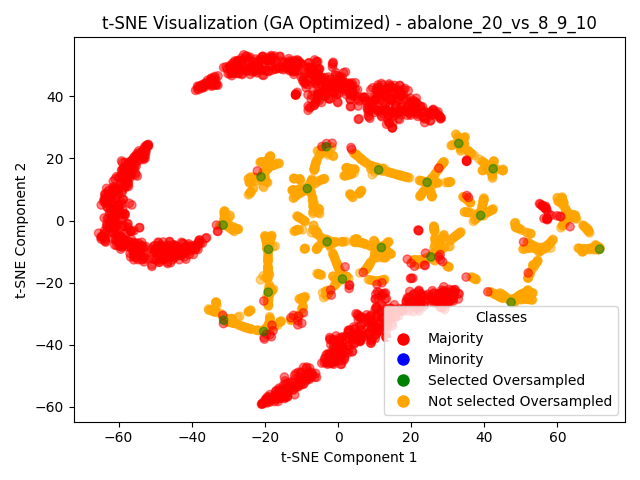 t-SNE Visualization (GA Optimized) - abalone_20_vs_8_9_10
t-SNE Component 2
40
20
0
−20
−40
−60
−60
−40
−20
0
20
40
60
t-SNE Component 1
Classes
Majority
Minority
Selected Oversampled
Not selected Oversampled